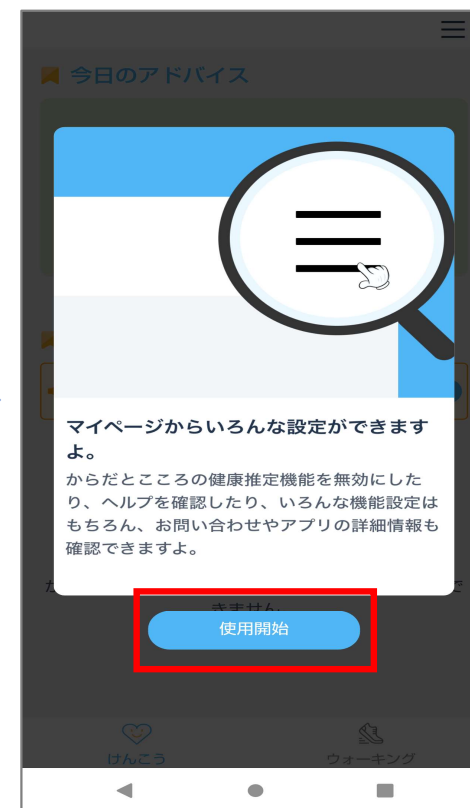 今日のアドバイス
マイページからいろんな設定ができます
よ。
からだとこころの健康推定機能を無効にした
り、ヘルプを確認したり、いろんな機能設定は
もちろん、お問い合わせやアプリの詳細情報も
確認できますよ。
きません
使用開始
けんこう
ウォーキング